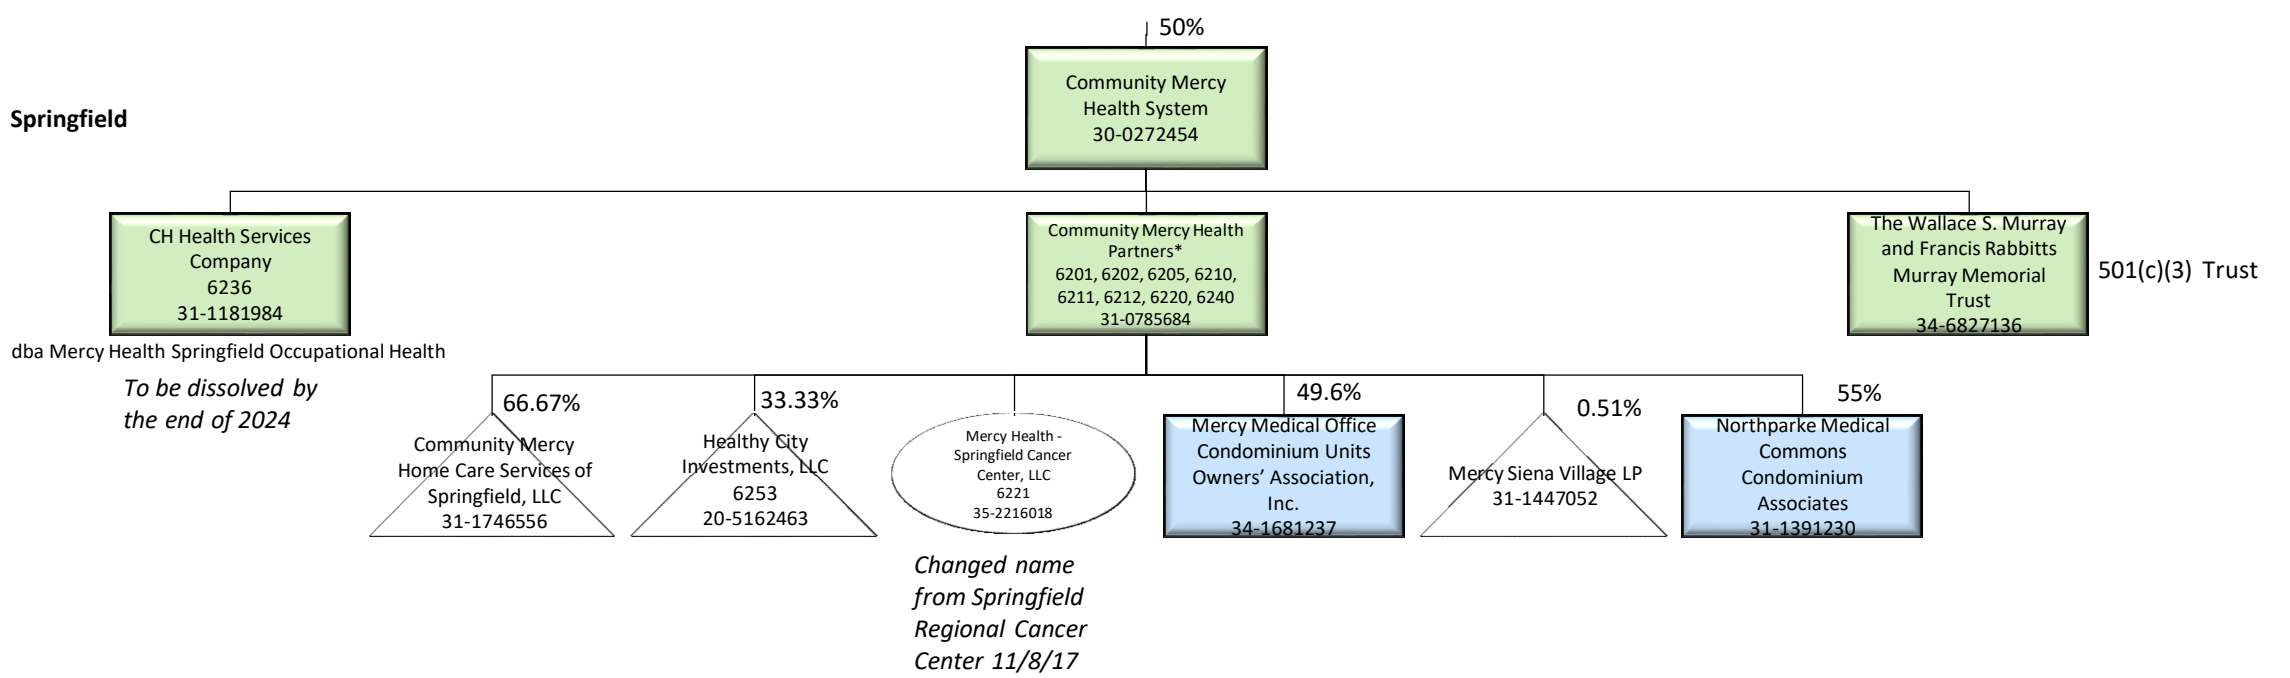 50%
Community Mercy
Health System
30-0272454
Springfield
CH Health Services
Company
6236
31-1181984
dba Mercy Health Springfield Occupational Health
To be dissolved by
the end of 2024
Community Mercy Health
Partners*
6201, 6202, 6205, 6210,
6211, 6212, 6220, 6240
31-0785684
The Wallace S. Murray
and Francis Rabbitts
Murray Memorial
Trust
34-6827136
501(c)(3) Trust
66.67%
Community Mercy
Home Care Services of
Springfield, LLC
31-1746556
33.33%
Healthy City
Investments, LLC
6253
20-5162463
Mercy Health -
Springfield Cancer
Center, LLC
6221
35-2216018
Changed name
from Springfield
Regional Cancer
Center 11/8/17
49.6%
Mercy Medical Office
Condominium Units
Owners’ Association,
Inc.
34-1681237
0.51%
Mercy Siena Village LP
31-1447052
55%
Northparke Medical
Commons
Condominium
Associates
31-1391230